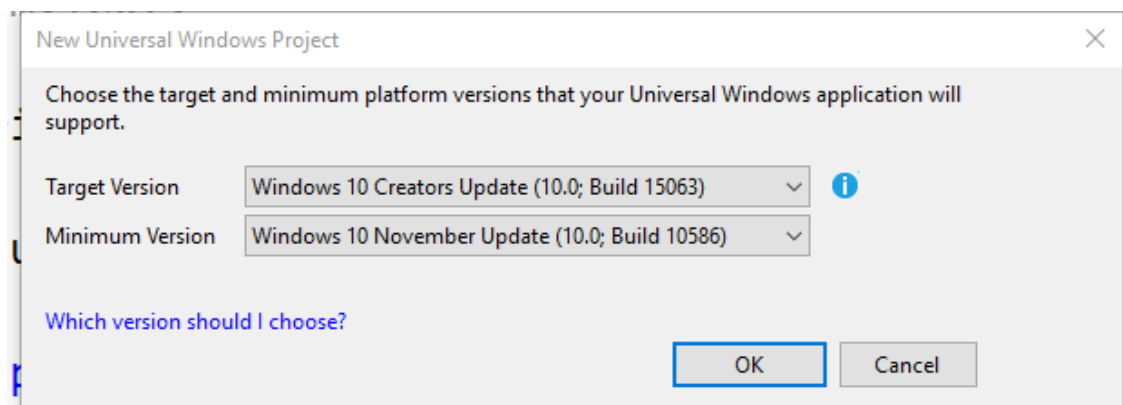 New Universal Windows Project
Choose the target and minimum platform versions that your Universal Windows application will
support.
Target Version Windows 10 Creators Update (10.0; Build 15063)
Minimum Version Windows 10 November Update (10.0; Build 10586)
Which version should I choose?
OK Cancel